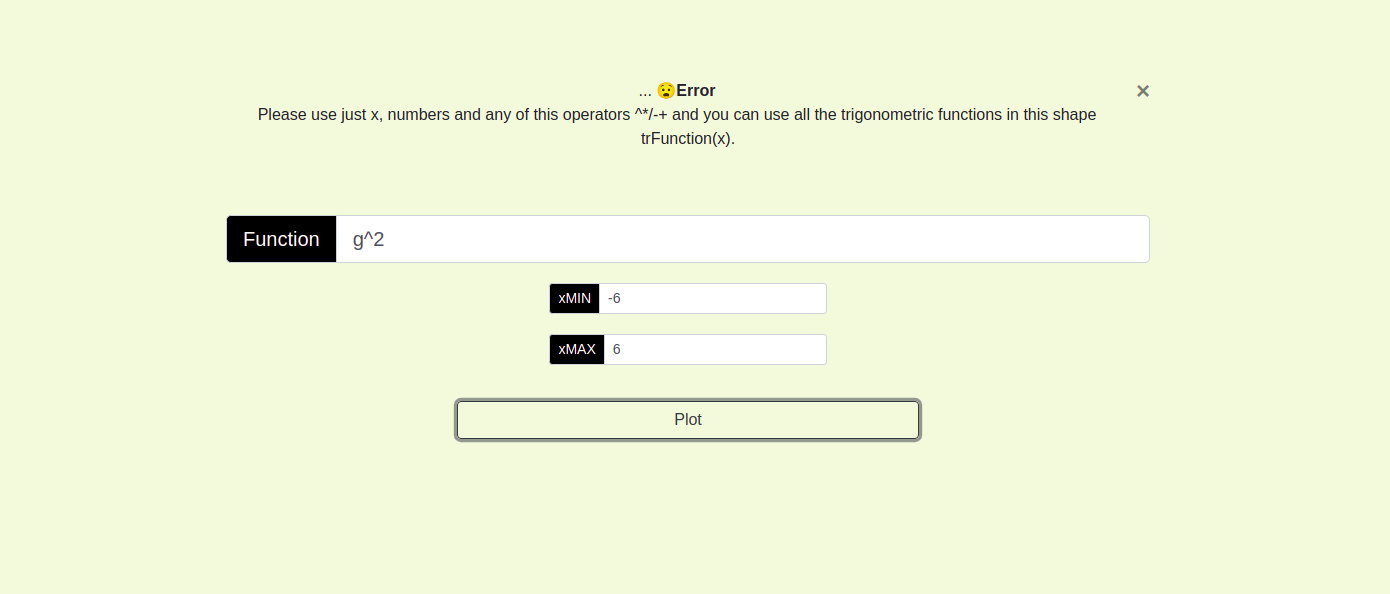 ... 😧Error
×
Please use just x, numbers and any of this operators ^*/-+ and you can use all the trigonometric functions in this shape
trFunction(x).
Function g^2
xMIN -6
xMAX 6
Plot